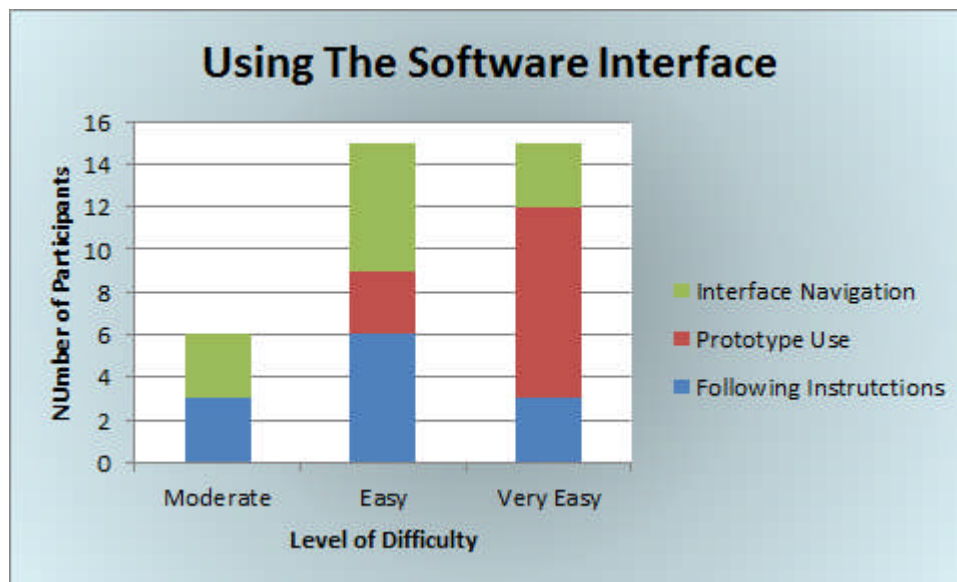 Using The Software Interface
NUmber of Participants
16
14
12
10
8
6
4
2
0
Moderate Easy Very Easy
Level of Difficulty
Interface Navigation
Prototype Use
Following Instrutctions